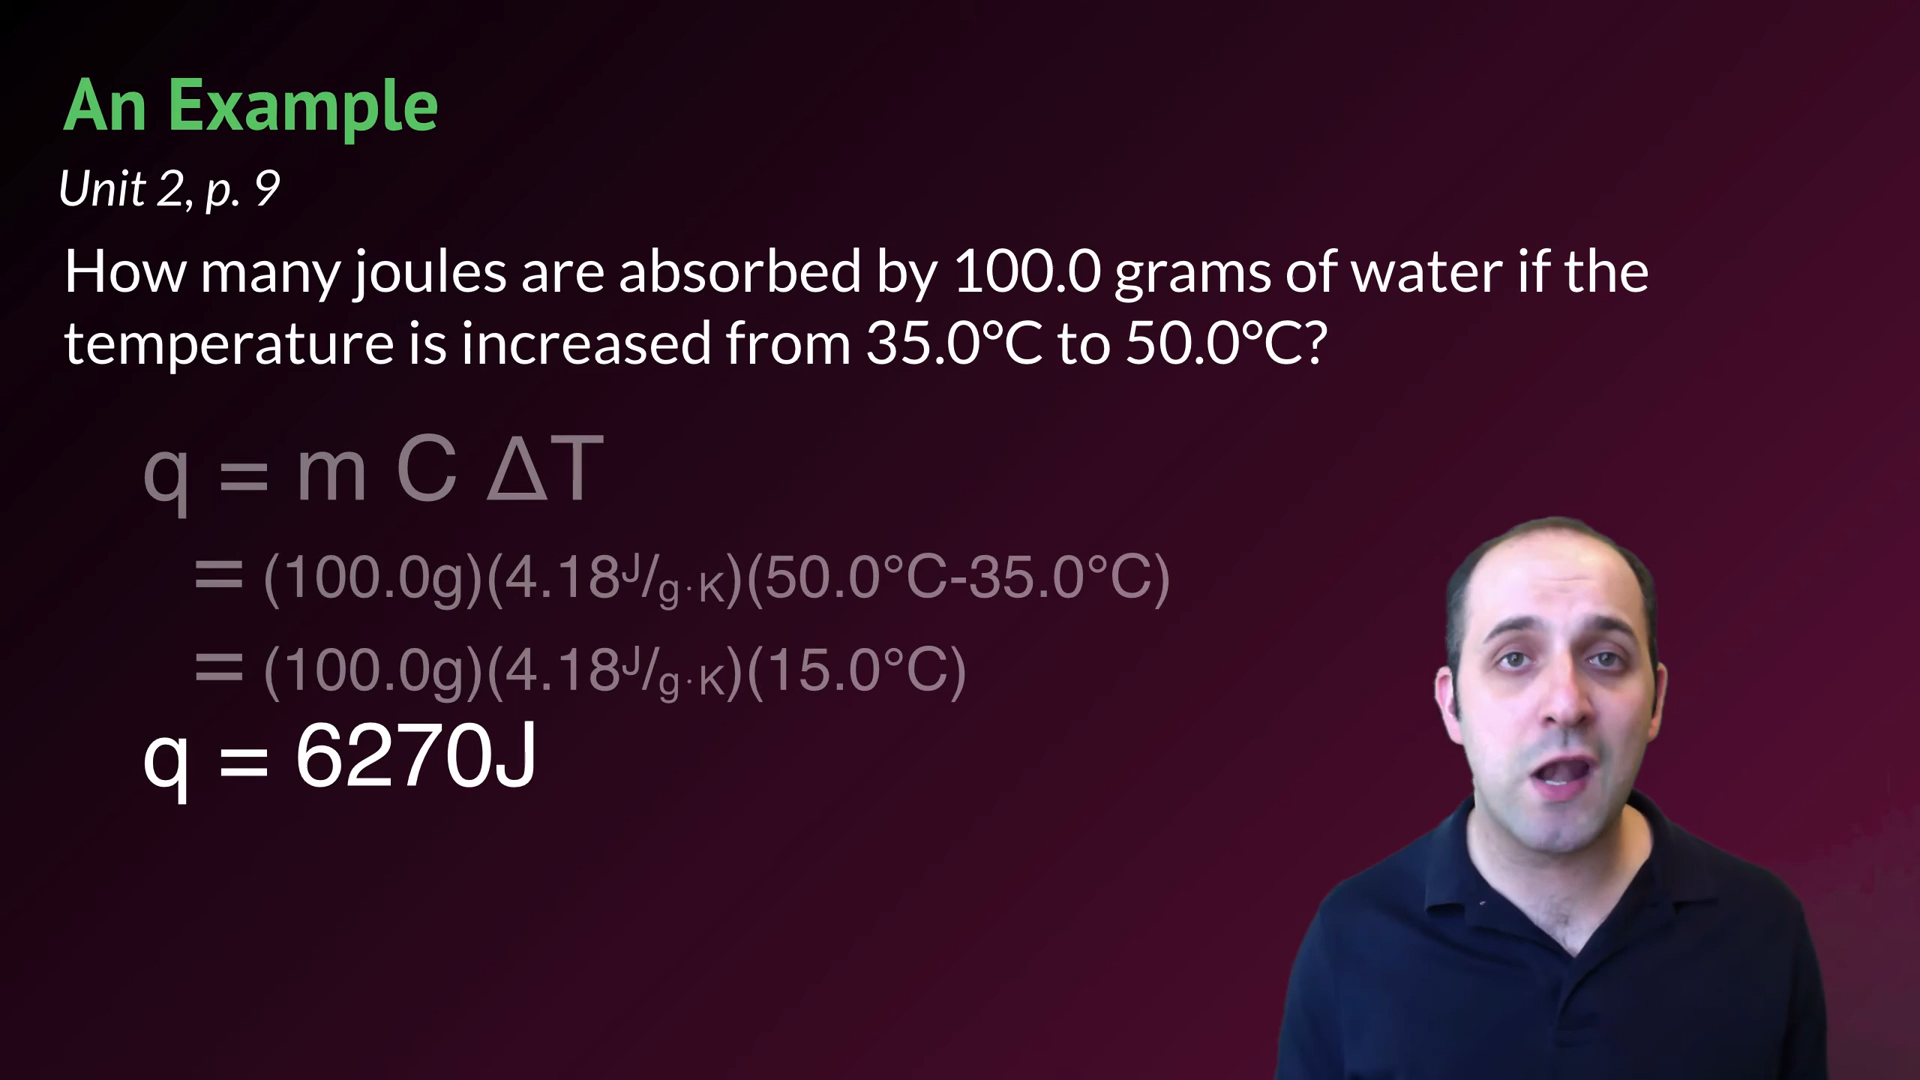 An Example
Unit 2, p. 9
How many joules are absorbed by 100.0 grams of water if the
temperature is increased from 35.0°C to 50.0°C?
q = m C ΔT
= (100.0g)(4.18J/g·K)(50.0°C-35.0°C)
= (100.0g)(4.18J/g·K)(15.0°C)
q = 6270J